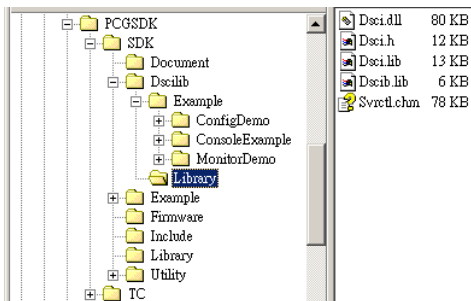 PCGSDK
SDK
Document
Dscilib
Example
ConfigDemo
ConsoleExample
MonitorDemo
Library
Example
Firmware
Include
Library
Utility
TC
Dsci.dll 80 KB
Dsci.h 12 KB
Dsci.lib 13 KB
Dscib.lib 6 KB
Svrctl.chm 78 KB